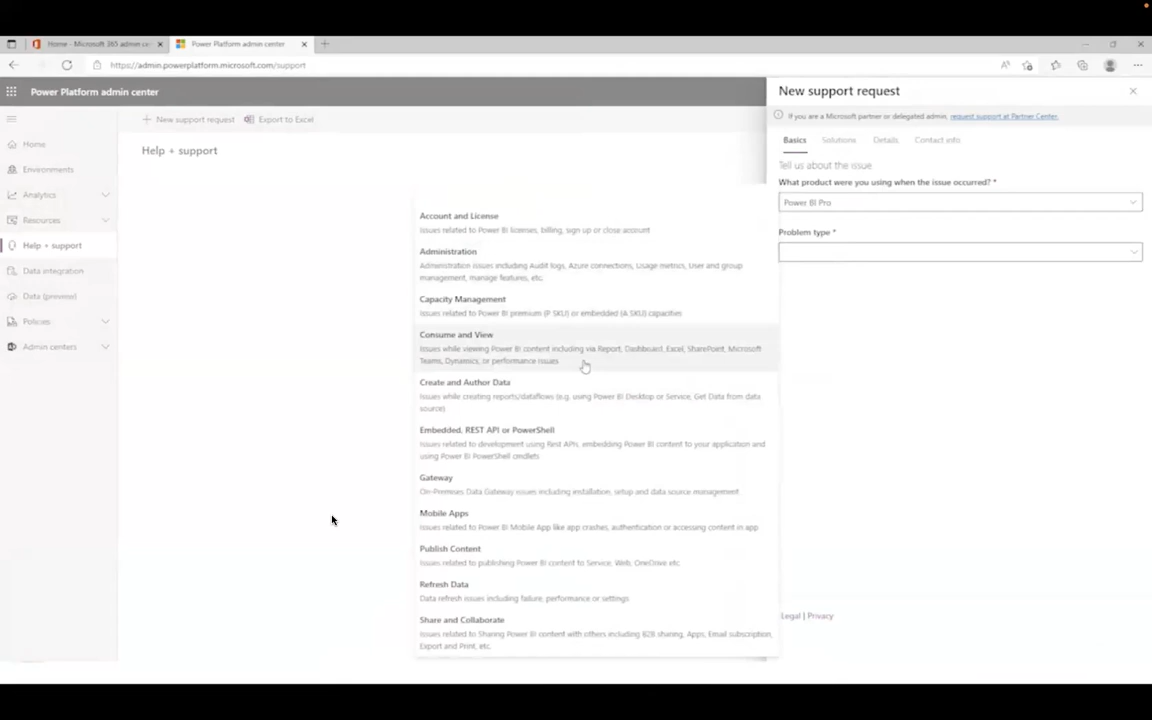 Home - Microsoft 365 admin ce
Power Platform admin center
https://admin.powerplatform.microsoft.com/support
Power Platform admin center
New support request
Export to Excel
Help + support
Home
Environments
Analytics
Resources
Help + support
Data integration
Data (preview)
Policies
Admin centers
Account and License
Issues related to Power BI licenses, billing, sign up or close account
Administration
Administration issues including Audit logs, Azure connections, Usage metrics, User and group
management, manage features, etc.
Capacity Management
Issues related to Power BI premium (P SKU) or embedded (A SKU) capacities
Consume and View
Issues while viewing Power BI content including via Report, Dashboard, Excel, SharePoint, Microsoft
Teams, Dynamics, or performance issues
Create and Author Data
Issues while creating reports/dataflows (e.g. using Power BI Desktop or Service, Get Data from data
source)
Embedded, REST API or PowerShell
Issues related to development using Rest API, embedding Power BI content to your application and
using Power BI PowerShell cmdlets
Gateway
On-Premises Data Gateway issues including installation, setup and data source management
Mobile Apps
Issues related to Power BI Mobile App like app crashes, authentication or accessing content in app
Publish Content
Issues related to publishing Power BI content to Service, Web, OneDrive etc
Refresh Data
Data refresh issues including failure, performance or settings
Share and Collaborate
Issues related to Sharing Power BI content with others including B2B sharing, Apps, Email subscription,
Export and Print, etc.
New support request
If you are a Microsoft partner or delegated admin, request support at Partner Center.
Basics Solutions Details Contact info
Tell us about the issue
What product were you using when the issue occurred? *
Power BI Pro
Problem type *
Legal | Privacy